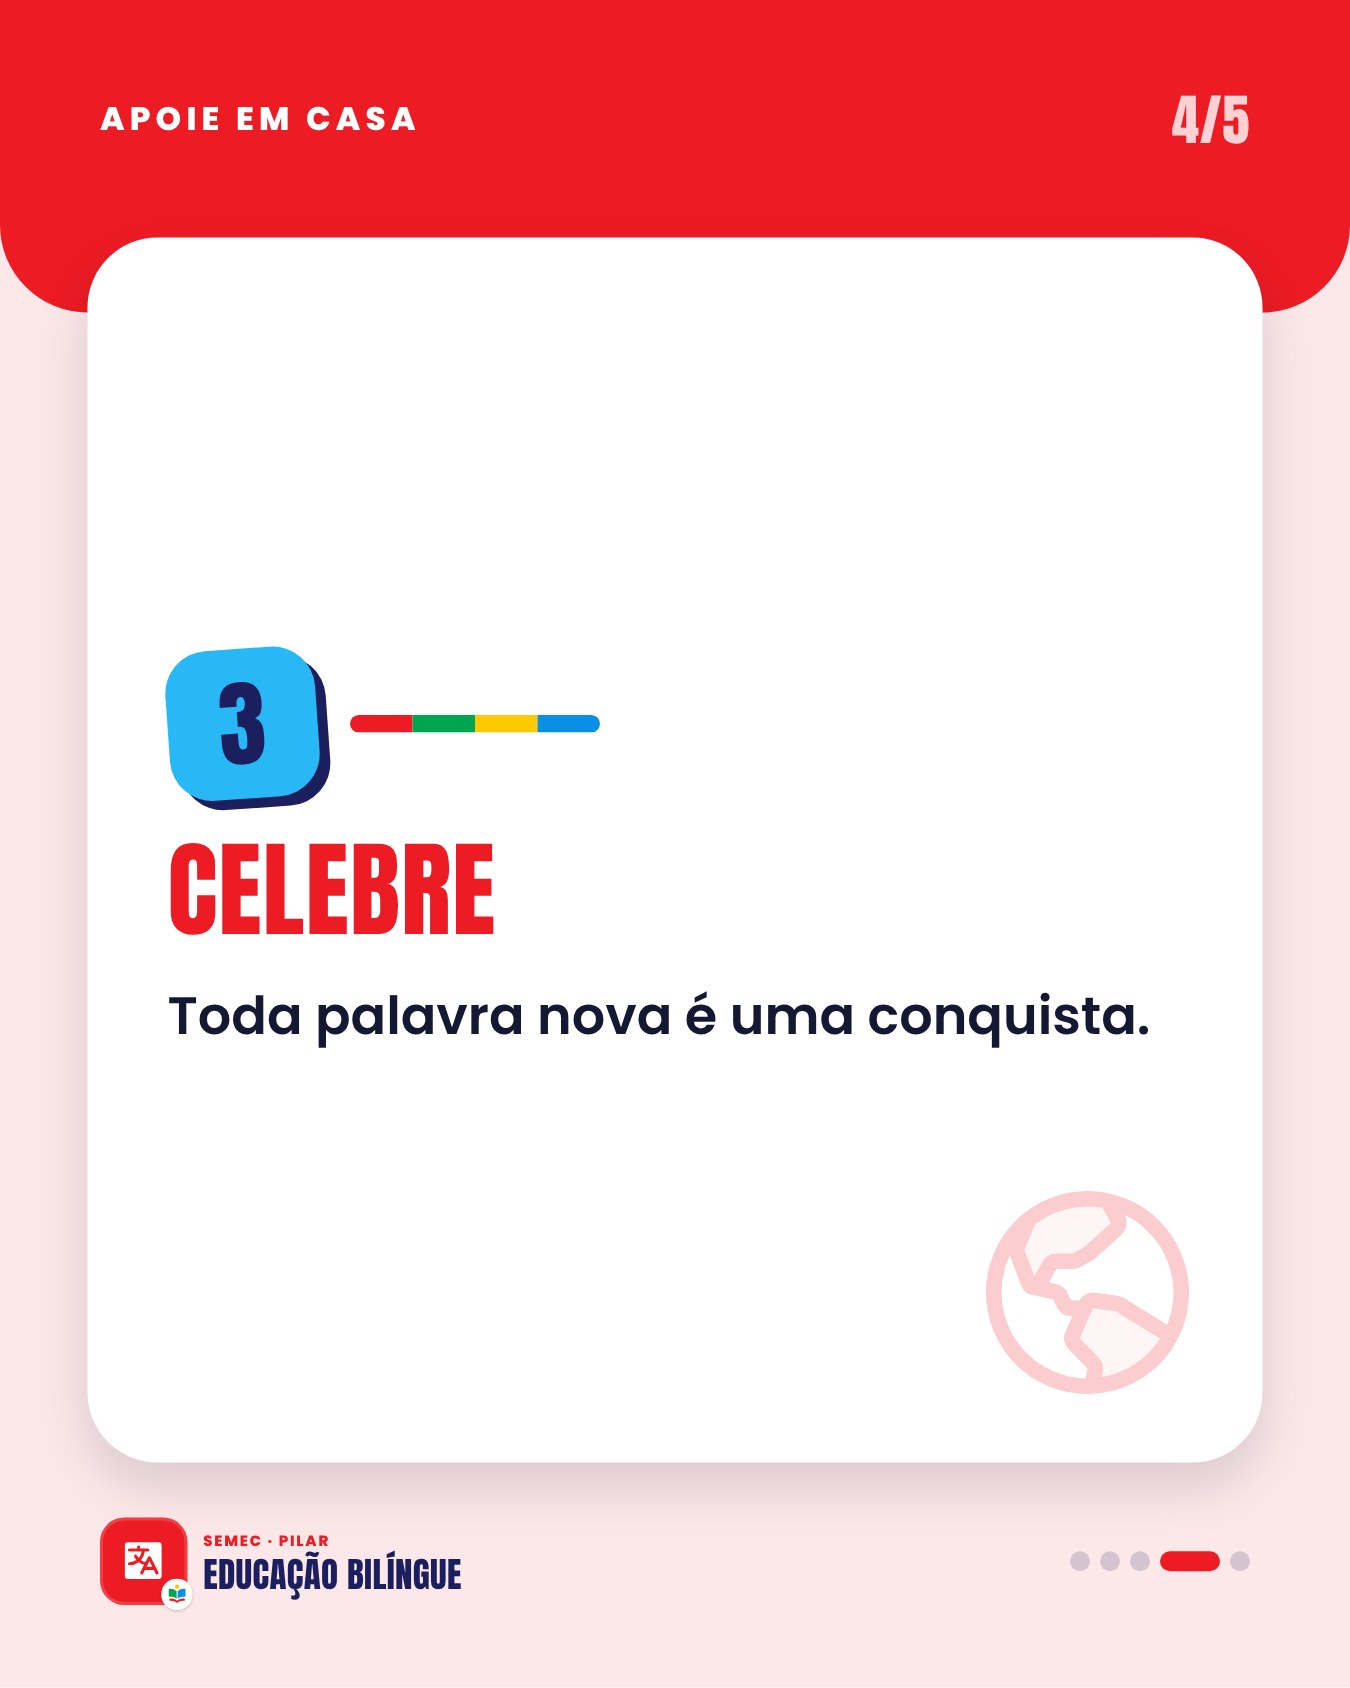 APOIE EM CASA
4/5
3
CELEBRE
Toda palavra nova é uma conquista.
SEMEC · PILAR
EDUCAÇÃO BILÍNGUE